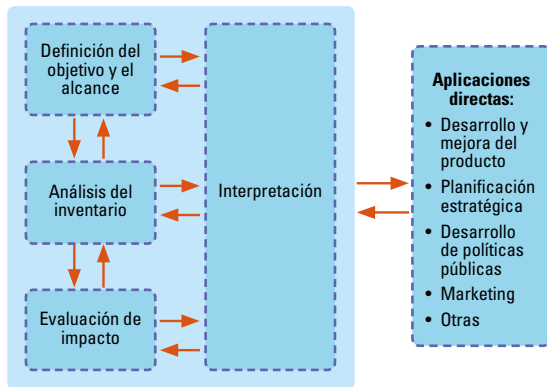 Definición del
objetivo y el
alcance
Análisis del
inventario
Evaluación de
impacto
Interpretación
Aplicaciones
directas:
• Desarrollo y
mejora del
producto
• Planificación
estratégica
• Desarrollo
de políticas
públicas
• Marketing
• Otras